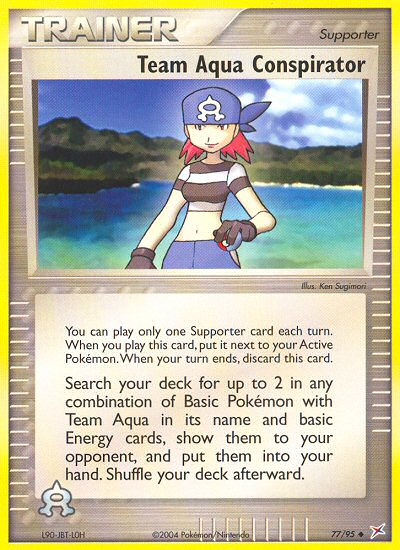 TRAINER
Supporter
Team Aqua Conspirator
Illus. Ken Sugimori
You can play only one Supporter card each turn.
When you play this card, put it next to your Active
Pokémon. When your turn ends, discard this card.
Search your deck for up to 2 in any
combination of Basic Pokémon with
Team Aqua in its name and basic
Energy cards, show them to your
opponent, and put them into your
hand. Shuffle your deck afterward.
L90-JBT-L0H
©2004 Pokémon/Nintendo
77/95